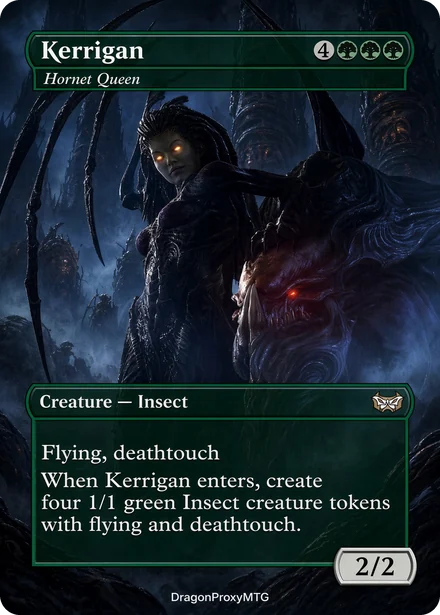 Kerrigan 4
Hornet Queen
Creature — Insect
Flying, deathtouch
When Kerrigan enters, create
four 1/1 green Insect creature tokens
with flying and deathtouch.
2/2
DragonProxyMTG